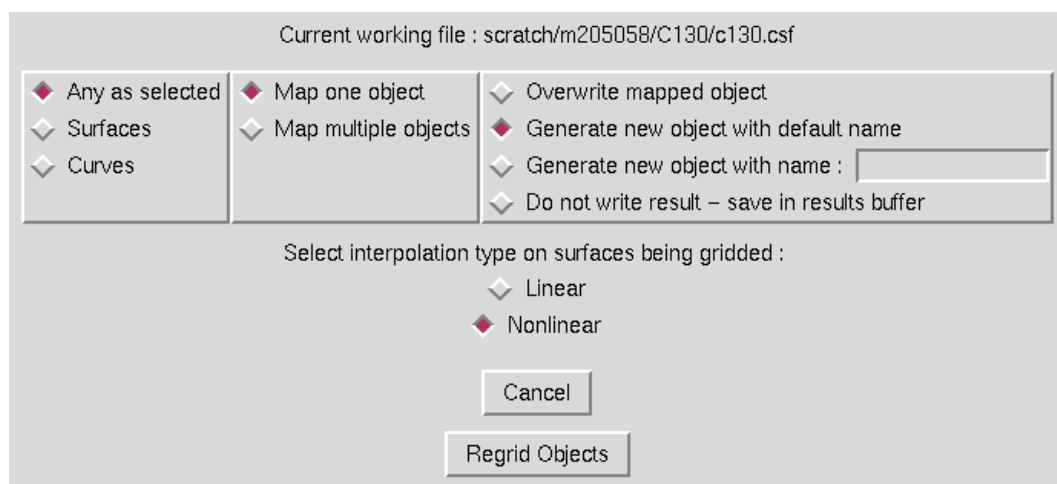 Current working file : scratch/m205058/C130/c130.csf
Any as selected
Surfaces
Curves
Map one object
Map multiple objects
Overwrite mapped object
Generate new object with default name
Generate new object with name :
Do not write result – save in results buffer
Select interpolation type on surfaces being gridded :
Linear
Nonlinear
Cancel
Regrid Objects